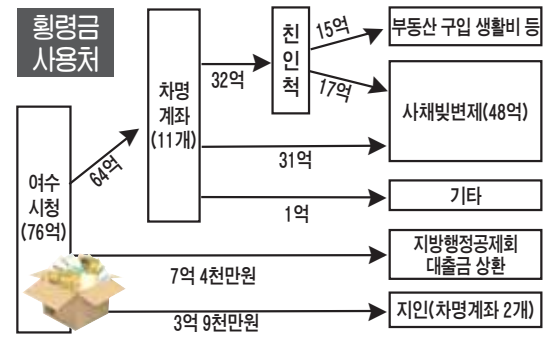 횡령금
사용처
여수
시청
(76억)
64억
차명
계좌
(11개)
32억
친
인
척
15억
17억
31억
1억
7억 4천만원
3억 9천만원
부동산 구입 생활비 등
사채빚변제(48억)
기타
지방행정공제회
대출금 상환
지인(차명계좌 2개)